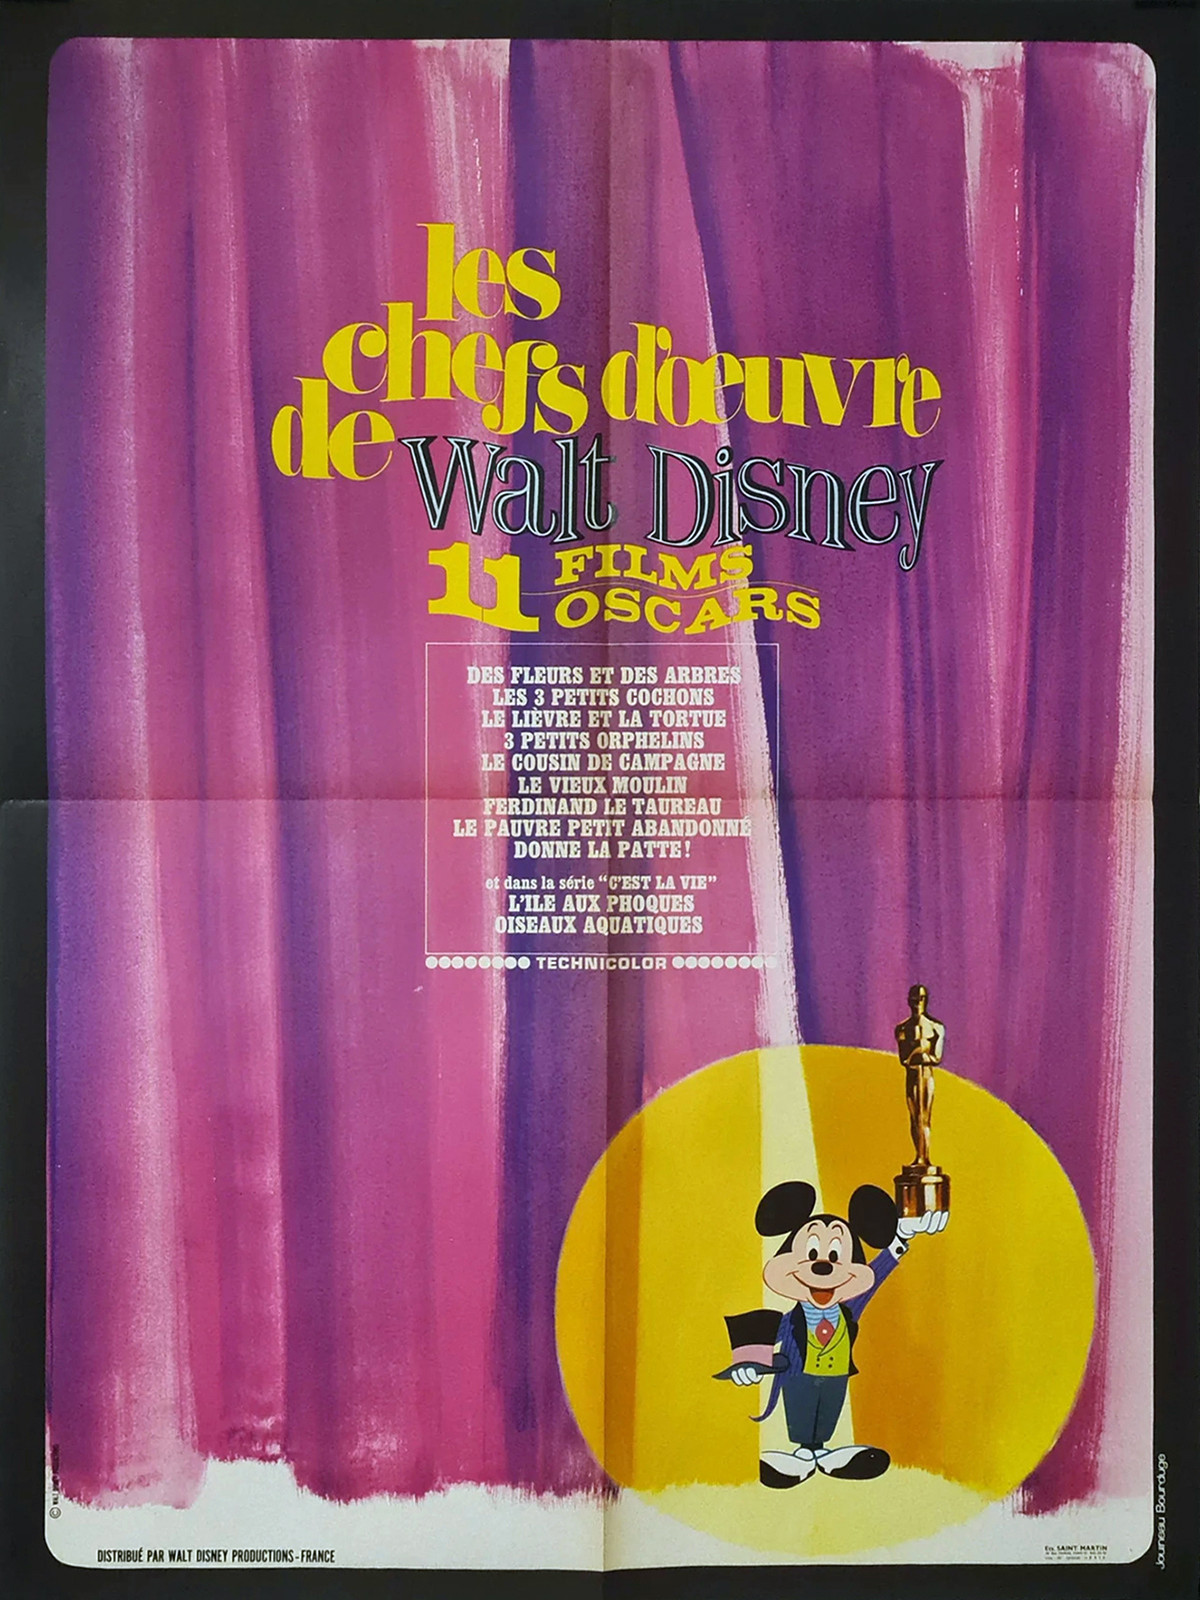 les
chefs d'œuvre
de Walt Disney
11 FILMS
OSCARS
DES FLEURS ET DES ARBRES
LES 3 PETITS COCHONS
LE LIÈVRE ET LA TORTUE
3 PETITS ORPHELINS
LE COUSIN DE CAMPAGNE
LE VIEUX MOULIN
FERDINAND LE TAUREAU
LE PAUVRE PETIT ABANDONNÉ
DONNE LA PATTE!
et dans la série "C'EST LA VIE"
L'ILE AUX PHOQUES
OISEAUX AQUATIQUES
TECHNICOLOR
DISTRIBUÉ PAR WALT DISNEY PRODUCTIONS-FRANCE
Ets. SAINT MARTIN
Jouineau Bourduge